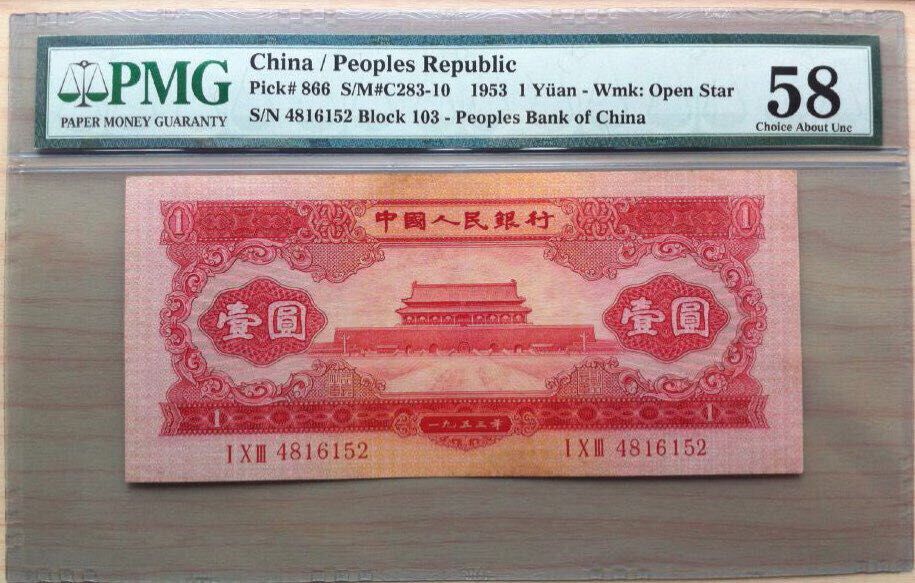 PMG
PAPER MONEY GUARANTY
China / Peoples Republic
Pick# 866 S/M#C283-10 1953 1 Yüan - Wmk: Open Star
S/N 4816152 Block 103 - Peoples Bank of China
58
Choice About Unc
1 中國人民銀行 1
壹圓 壹圓
1 一九五三年 1
I X III 4816152 I X III 4816152